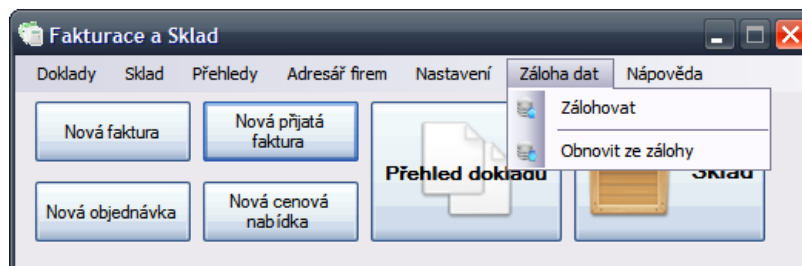 Fakturace a Sklad
Doklady Sklad Přehledy Adresář firem Nastavení Záloha dat Nápověda
Zálohovat
Obnovit ze zálohy
Nová faktura
Nová přijatá
faktura
Přehled dokladů
Sklad
Nová objednávka
Nová cenová
nabídka